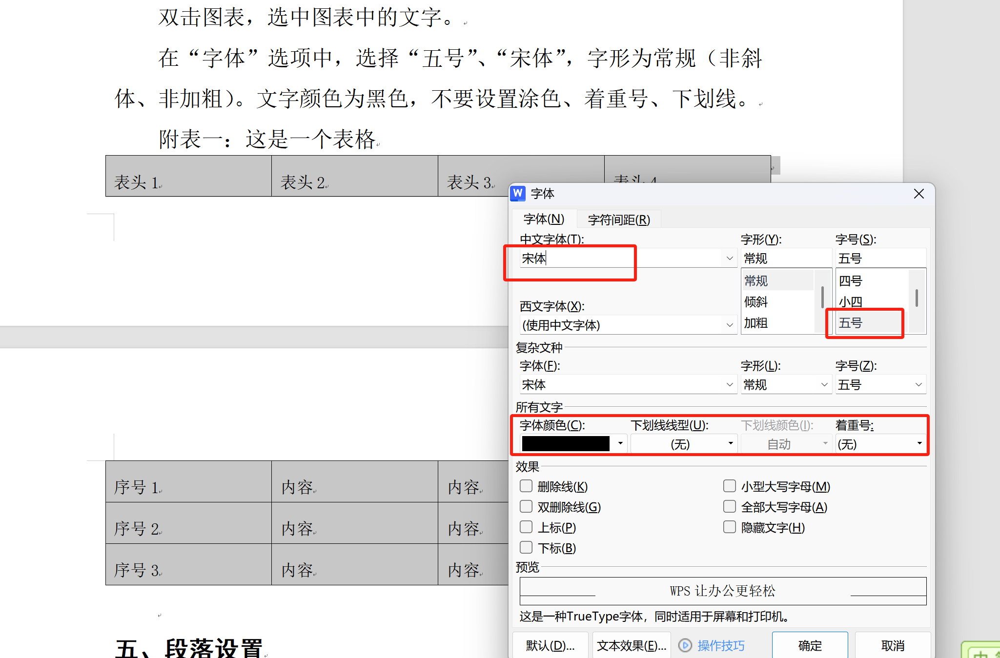 双击图表，选中图表中的文字。
在“字体”选项中，选择“五号”、“宋体”，字形为常规（非斜
体、非加粗）。文字颜色为黑色，不要设置涂色、着重号、下划线。
附表一：这是一个表格
表头 1 表头 2 表头 3 表头 4
序号 1 内容 内容
序号 2 内容 内容
序号 3 内容 内容
五、段落设置
W 字体
字体(N) 字符间距(R)
中文字体(T): 字形(Y): 字号(S):
宋体 常规 五号
常规 四号
倾斜 小四
加粗 五号
西文字体(X):
(使用中文字体)
复杂文种
字体(F): 字形(L): 字号(Z):
宋体 常规 五号
所有文字
字体颜色(C): 下划线线型(U): 下划线颜色(I): 着重号:
(无) 自动 (无)
效果
删除线(K) 小型大写字母(M)
双删除线(G) 全部大写字母(A)
上标(P) 隐藏文字(H)
下标(B)
预览
WPS 让办公更轻松
这是一种TrueType字体，同时适用于屏幕和打印机。
默认(D)... 文本效果(E)... 操作技巧 确定 取消